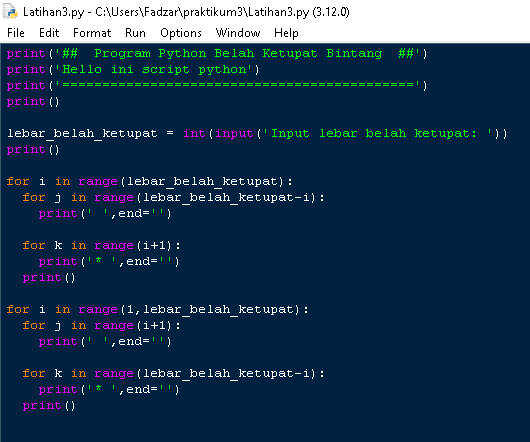 Latihan3.py - C:\Users\Fadzar\praktikum3\Latihan3.py (3.12.0)
File Edit Format Run Options Window Help
print('##  Program Python Belah Ketupat Bintang  ##')
print('Hello ini script python')
print('============================================')
print()

lebar_belah_ketupat = int(input('Input lebar belah ketupat: '))
print()

for i in range(lebar_belah_ketupat):
  for j in range(lebar_belah_ketupat-i):
    print(' ',end='')

  for k in range(i+1):
    print('* ',end='')
  print()

for i in range(1,lebar_belah_ketupat):
  for j in range(i+1):
    print(' ',end='')

  for k in range(lebar_belah_ketupat-i):
    print('* ',end='')
  print()